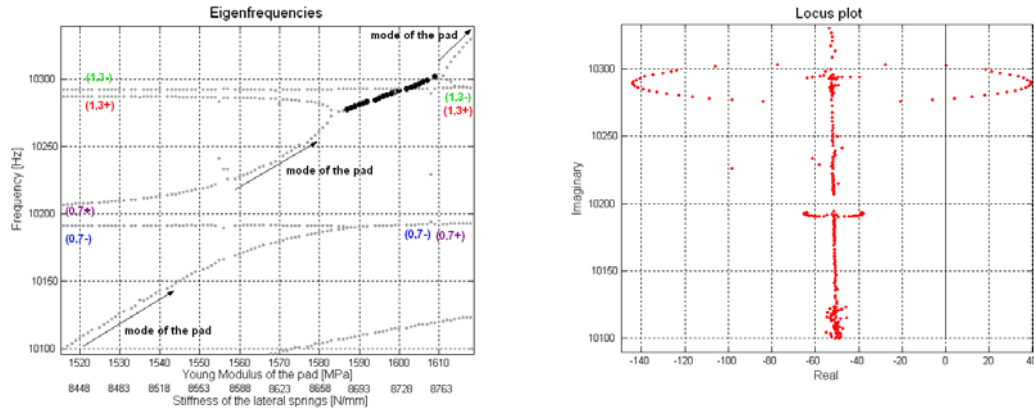 Eigenfrequencies
mode of the pad
10300
(1,3-)
(1,3+)
(1,3-)
(1,3+)
10250
mode of the pad
Frequency [Hz]
10200
(0,7+)
(0,7-)
(0,7-) (0,7+)
10150
mode of the pad
10100
1520 1530 1540 1550 1560 1570 1580 1590 1600 1610
Young Modulus of the pad [MPa]
8448 8483 8518 8553 8588 8623 8658 8693 8728 8763
Stiffness of the lateral springs [N/mm]
Locus plot
10300
10250
Imaginary
10200
10150
10100
-140 -120 -100 -80 -60 -40 -20 0 20 40
Real